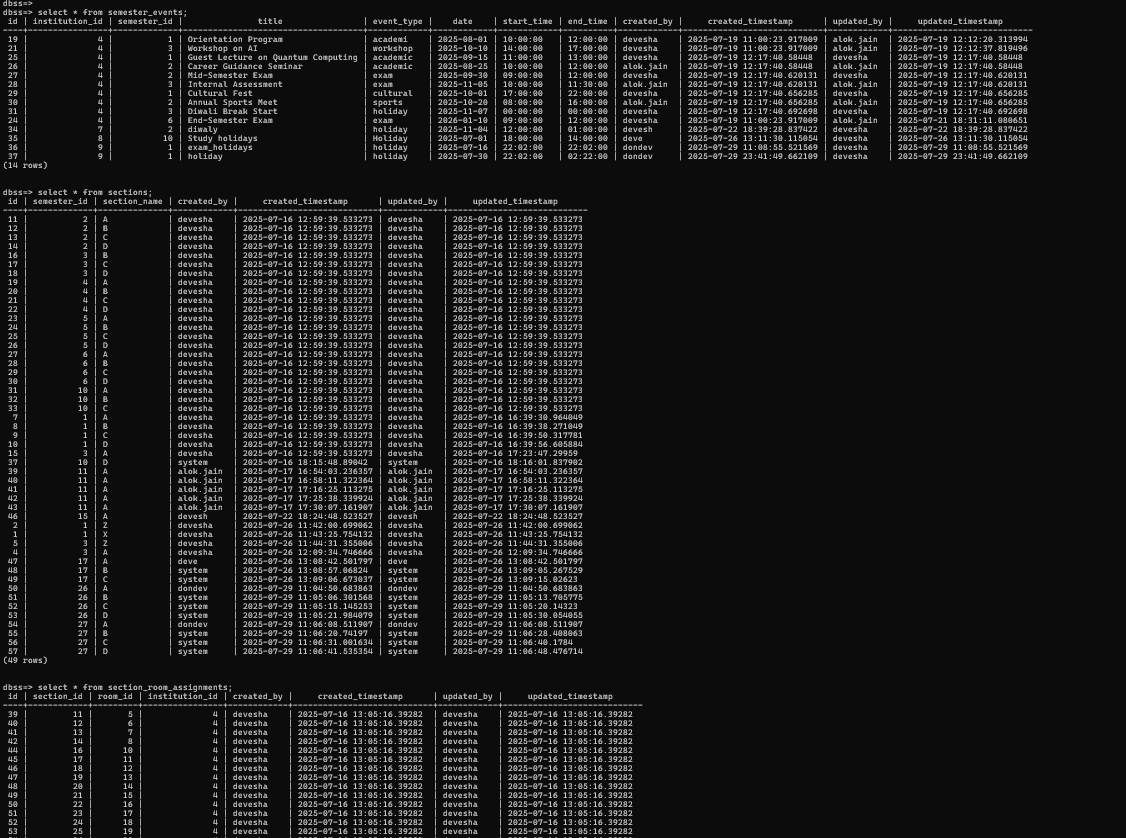 dbss=>
dbss=> select * from semester_events;
 id | institution_id | semester_id |                title                | event_type |    date    | start_time | end_time | created_by |     created_timestamp      | updated_by |     updated_timestamp
 19 |              4 |           1 | Orientation Program                 | academi    | 2025-08-01 | 10:00:00   | 12:00:00 | devesha    | 2025-07-19 11:00:23.917009 | alok.jain  | 2025-07-19 12:12:20.313994
 21 |              4 |           3 | Workshop on AI                      | workshop   | 2025-10-10 | 14:00:00   | 17:00:00 | devesha    | 2025-07-19 11:00:23.917009 | alok.jain  | 2025-07-19 12:12:37.819496
 25 |              4 |           1 | Guest Lecture on Quantum Computing  | academic   | 2025-09-15 | 11:00:00   | 13:00:00 | devesha    | 2025-07-19 12:17:40.58448  | devesha    | 2025-07-19 12:17:40.58448
 26 |              4 |           2 | Career Guidance Seminar             | academic   | 2025-08-25 | 10:00:00   | 12:00:00 | alok.jain  | 2025-07-19 12:17:40.58448  | alok.jain  | 2025-07-19 12:17:40.58448
 27 |              4 |           2 | Mid-Semester Exam                   | exam       | 2025-09-30 | 09:00:00   | 12:00:00 | devesha    | 2025-07-19 12:17:40.620131 | devesha    | 2025-07-19 12:17:40.620131
 28 |              4 |           3 | Internal Assessment                 | exam       | 2025-11-05 | 10:00:00   | 11:30:00 | alok.jain  | 2025-07-19 12:17:40.620131 | alok.jain  | 2025-07-19 12:17:40.620131
 29 |              4 |           1 | Cultural Fest                       | cultural   | 2025-10-01 | 17:00:00   | 22:00:00 | devesha    | 2025-07-19 12:17:40.656285 | devesha    | 2025-07-19 12:17:40.656285
 30 |              4 |           2 | Annual Sports Meet                  | sports     | 2025-10-20 | 08:00:00   | 16:00:00 | alok.jain  | 2025-07-19 12:17:40.656285 | alok.jain  | 2025-07-19 12:17:40.656285
 31 |              4 |           3 | Diwali Break Start                  | holiday    | 2025-11-07 | 00:00:00   | 00:00:00 | devesha    | 2025-07-19 12:17:40.692698 | devesha    | 2025-07-19 12:17:40.692698
 24 |              4 |           6 | End-Semester Exam                   | exam       | 2026-01-10 | 09:00:00   | 12:00:00 | devesha    | 2025-07-19 11:00:23.917009 | alok.jain  | 2025-07-21 18:31:11.080651
 34 |              7 |           2 | diwaly                              | holiday    | 2025-11-04 | 12:00:00   | 01:00:00 | devesh     | 2025-07-22 18:39:28.837422 | devesha    | 2025-07-22 18:39:28.837422
 35 |              8 |          10 | Study_holidays                      | Holiday    | 2025-07-01 | 18:00:00   | 14:00:00 | deve       | 2025-07-26 13:11:30.115054 | devesha    | 2025-07-26 13:11:30.115054
 36 |              9 |           1 | exam_holidays                       | holiday    | 2025-07-16 | 22:02:00   | 22:02:00 | dondev     | 2025-07-29 11:08:55.521569 | devesha    | 2025-07-29 11:08:55.521569
 37 |              9 |           1 | holiday                             | holiday    | 2025-07-30 | 22:02:00   | 02:22:00 | dondev     | 2025-07-29 23:41:49.662109 | devesha    | 2025-07-29 23:41:49.662109
(14 rows)
dbss=> select * from sections;
 id | semester_id | section_name | created_by |     created_timestamp      | updated_by |     updated_timestamp
 11 |           2 | A            | devesha    | 2025-07-16 12:59:39.533273 | devesha    | 2025-07-16 12:59:39.533273
 12 |           2 | B            | devesha    | 2025-07-16 12:59:39.533273 | devesha    | 2025-07-16 12:59:39.533273
 13 |           2 | C            | devesha    | 2025-07-16 12:59:39.533273 | devesha    | 2025-07-16 12:59:39.533273
 14 |           2 | D            | devesha    | 2025-07-16 12:59:39.533273 | devesha    | 2025-07-16 12:59:39.533273
 16 |           3 | B            | devesha    | 2025-07-16 12:59:39.533273 | devesha    | 2025-07-16 12:59:39.533273
 17 |           3 | C            | devesha    | 2025-07-16 12:59:39.533273 | devesha    | 2025-07-16 12:59:39.533273
 18 |           3 | D            | devesha    | 2025-07-16 12:59:39.533273 | devesha    | 2025-07-16 12:59:39.533273
 19 |           4 | A            | devesha    | 2025-07-16 12:59:39.533273 | devesha    | 2025-07-16 12:59:39.533273
 20 |           4 | B            | devesha    | 2025-07-16 12:59:39.533273 | devesha    | 2025-07-16 12:59:39.533273
 21 |           4 | C            | devesha    | 2025-07-16 12:59:39.533273 | devesha    | 2025-07-16 12:59:39.533273
 22 |           4 | D            | devesha    | 2025-07-16 12:59:39.533273 | devesha    | 2025-07-16 12:59:39.533273
 23 |           5 | A            | devesha    | 2025-07-16 12:59:39.533273 | devesha    | 2025-07-16 12:59:39.533273
 24 |           5 | B            | devesha    | 2025-07-16 12:59:39.533273 | devesha    | 2025-07-16 12:59:39.533273
 25 |           5 | C            | devesha    | 2025-07-16 12:59:39.533273 | devesha    | 2025-07-16 12:59:39.533273
 26 |           5 | D            | devesha    | 2025-07-16 12:59:39.533273 | devesha    | 2025-07-16 12:59:39.533273
 27 |           6 | A            | devesha    | 2025-07-16 12:59:39.533273 | devesha    | 2025-07-16 12:59:39.533273
 28 |           6 | B            | devesha    | 2025-07-16 12:59:39.533273 | devesha    | 2025-07-16 12:59:39.533273
 29 |           6 | C            | devesha    | 2025-07-16 12:59:39.533273 | devesha    | 2025-07-16 12:59:39.533273
 30 |           6 | D            | devesha    | 2025-07-16 12:59:39.533273 | devesha    | 2025-07-16 12:59:39.533273
 31 |          10 | A            | devesha    | 2025-07-16 12:59:39.533273 | devesha    | 2025-07-16 12:59:39.533273
 32 |          10 | B            | devesha    | 2025-07-16 12:59:39.533273 | devesha    | 2025-07-16 12:59:39.533273
 33 |          10 | C            | devesha    | 2025-07-16 12:59:39.533273 | devesha    | 2025-07-16 12:59:39.533273
  7 |           1 | A            | devesha    | 2025-07-16 12:59:39.533273 | devesha    | 2025-07-16 16:39:30.964049
  8 |           1 | B            | devesha    | 2025-07-16 12:59:39.533273 | devesha    | 2025-07-16 16:39:38.271049
  9 |           1 | C            | devesha    | 2025-07-16 12:59:39.533273 | devesha    | 2025-07-16 16:39:50.317781
 10 |           1 | D            | devesha    | 2025-07-16 12:59:39.533273 | devesha    | 2025-07-16 16:39:56.605884
 15 |           3 | A            | devesha    | 2025-07-16 12:59:39.533273 | devesha    | 2025-07-16 17:23:47.29959
 37 |          10 | D            | system     | 2025-07-16 18:15:48.89042  | system     | 2025-07-16 18:16:01.837902
 39 |          11 | A            | alok.jain  | 2025-07-17 16:54:03.236357 | alok.jain  | 2025-07-17 16:54:03.236357
 40 |          11 | A            | alok.jain  | 2025-07-17 16:58:11.322364 | alok.jain  | 2025-07-17 16:58:11.322364
 41 |          11 | A            | alok.jain  | 2025-07-17 17:16:25.113275 | alok.jain  | 2025-07-17 17:16:25.113275
 42 |          11 | A            | alok.jain  | 2025-07-17 17:25:38.339924 | alok.jain  | 2025-07-17 17:25:38.339924
 43 |          11 | A            | alok.jain  | 2025-07-17 17:30:07.161907 | alok.jain  | 2025-07-17 17:30:07.161907
 46 |          15 | A            | devesh     | 2025-07-22 18:24:48.523527 | devesh     | 2025-07-22 18:24:48.523527
  2 |           1 | Z            | devesha    | 2025-07-26 11:42:00.699062 | devesha    | 2025-07-26 11:42:00.699062
  1 |           1 | X            | devesha    | 2025-07-26 11:43:25.754132 | devesha    | 2025-07-26 11:43:25.754132
  5 |           3 | Z            | devesha    | 2025-07-26 11:44:31.355006 | devesha    | 2025-07-26 11:44:31.355006
  4 |           3 | A            | devesha    | 2025-07-26 12:09:34.746666 | devesha    | 2025-07-26 12:09:34.746666
 47 |          17 | A            | deve       | 2025-07-26 13:08:42.501797 | deve       | 2025-07-26 13:08:42.501797
 48 |          17 | B            | system     | 2025-07-26 13:08:57.06824  | system     | 2025-07-26 13:09:05.267529
 49 |          17 | C            | system     | 2025-07-26 13:09:06.673037 | system     | 2025-07-26 13:09:15.02623
 50 |          26 | A            | dondev     | 2025-07-29 11:04:50.683863 | dondev     | 2025-07-29 11:04:50.683863
 51 |          26 | B            | system     | 2025-07-29 11:05:06.301568 | system     | 2025-07-29 11:05:13.705775
 52 |          26 | C            | system     | 2025-07-29 11:05:15.145253 | system     | 2025-07-29 11:05:20.14323
 53 |          26 | D            | system     | 2025-07-29 11:05:21.984079 | system     | 2025-07-29 11:05:30.054055
 54 |          27 | A            | dondev     | 2025-07-29 11:06:08.511907 | dondev     | 2025-07-29 11:06:08.511907
 55 |          27 | B            | system     | 2025-07-29 11:06:20.74197  | system     | 2025-07-29 11:06:28.408063
 56 |          27 | C            | system     | 2025-07-29 11:06:31.001634 | system     | 2025-07-29 11:06:40.1784
 57 |          27 | D            | system     | 2025-07-29 11:06:41.535354 | system     | 2025-07-29 11:06:48.476714
(49 rows)
dbss=> select * from section_room_assignments;
 id | section_id | room_id | institution_id | created_by |     created_timestamp     | updated_by |     updated_timestamp
 39 |         11 |       5 |              4 | devesha    | 2025-07-16 13:05:16.39282 | devesha    | 2025-07-16 13:05:16.39282
 40 |         12 |       6 |              4 | devesha    | 2025-07-16 13:05:16.39282 | devesha    | 2025-07-16 13:05:16.39282
 41 |         13 |       7 |              4 | devesha    | 2025-07-16 13:05:16.39282 | devesha    | 2025-07-16 13:05:16.39282
 42 |         14 |       8 |              4 | devesha    | 2025-07-16 13:05:16.39282 | devesha    | 2025-07-16 13:05:16.39282
 44 |         16 |      10 |              4 | devesha    | 2025-07-16 13:05:16.39282 | devesha    | 2025-07-16 13:05:16.39282
 45 |         17 |      11 |              4 | devesha    | 2025-07-16 13:05:16.39282 | devesha    | 2025-07-16 13:05:16.39282
 46 |         18 |      12 |              4 | devesha    | 2025-07-16 13:05:16.39282 | devesha    | 2025-07-16 13:05:16.39282
 47 |         19 |      13 |              4 | devesha    | 2025-07-16 13:05:16.39282 | devesha    | 2025-07-16 13:05:16.39282
 48 |         20 |      14 |              4 | devesha    | 2025-07-16 13:05:16.39282 | devesha    | 2025-07-16 13:05:16.39282
 49 |         21 |      15 |              4 | devesha    | 2025-07-16 13:05:16.39282 | devesha    | 2025-07-16 13:05:16.39282
 50 |         22 |      16 |              4 | devesha    | 2025-07-16 13:05:16.39282 | devesha    | 2025-07-16 13:05:16.39282
 51 |         23 |      17 |              4 | devesha    | 2025-07-16 13:05:16.39282 | devesha    | 2025-07-16 13:05:16.39282
 52 |         24 |      18 |              4 | devesha    | 2025-07-16 13:05:16.39282 | devesha    | 2025-07-16 13:05:16.39282
 53 |         25 |      19 |              4 | devesha    | 2025-07-16 13:05:16.39282 | devesha    | 2025-07-16 13:05:16.39282